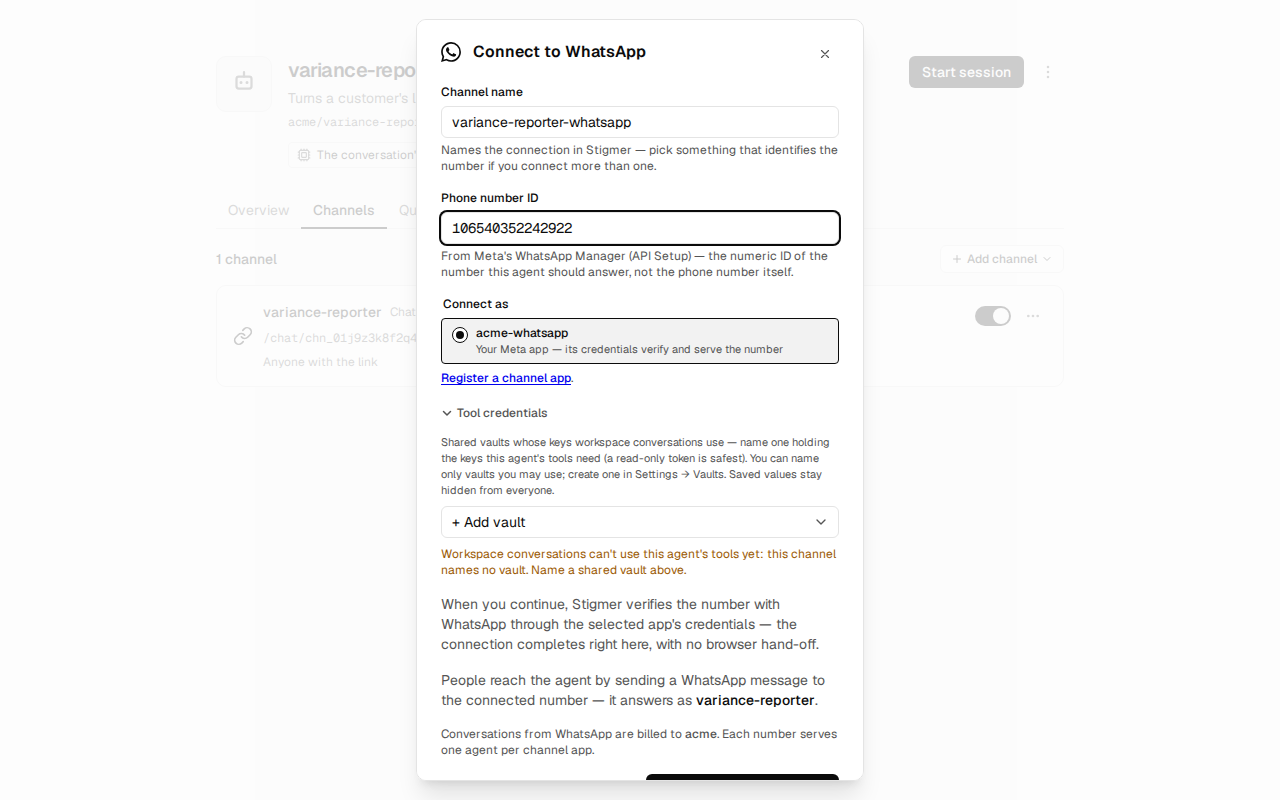 Connect to WhatsApp
Channel name
variance-reporter-whatsapp
Names the connection in Stigmer — pick something that identifies the
number if you connect more than one.
Phone number ID
106540352242922
From Meta's WhatsApp Manager (API Setup) — the numeric ID of the
number this agent should answer, not the phone number itself.
Connect as
acme-whatsapp
Your Meta app — its credentials verify and serve the number
Register a channel app.
Tool credentials
Shared vaults whose keys workspace conversations use — name one holding
the keys this agent's tools need (a read-only token is safest). You can name
only vaults you may use; create one in Settings → Vaults. Saved values stay
hidden from everyone.
+ Add vault
Workspace conversations can't use this agent's tools yet: this channel
names no vault. Name a shared vault above.
When you continue, Stigmer verifies the number with
WhatsApp through the selected app's credentials — the
connection completes right here, with no browser hand-off.
People reach the agent by sending a WhatsApp message to
the connected number — it answers as variance-reporter.
Conversations from WhatsApp are billed to acme. Each number serves
one agent per channel app.
variance-repo
Turns a customer's l
acme/variance-repo
The conversation'
Start session
Overview
Channels
Qu
1 channel
+ Add channel
variance-reporter
Chat
/chat/chn_01j9z3k8f2q4
Anyone with the link